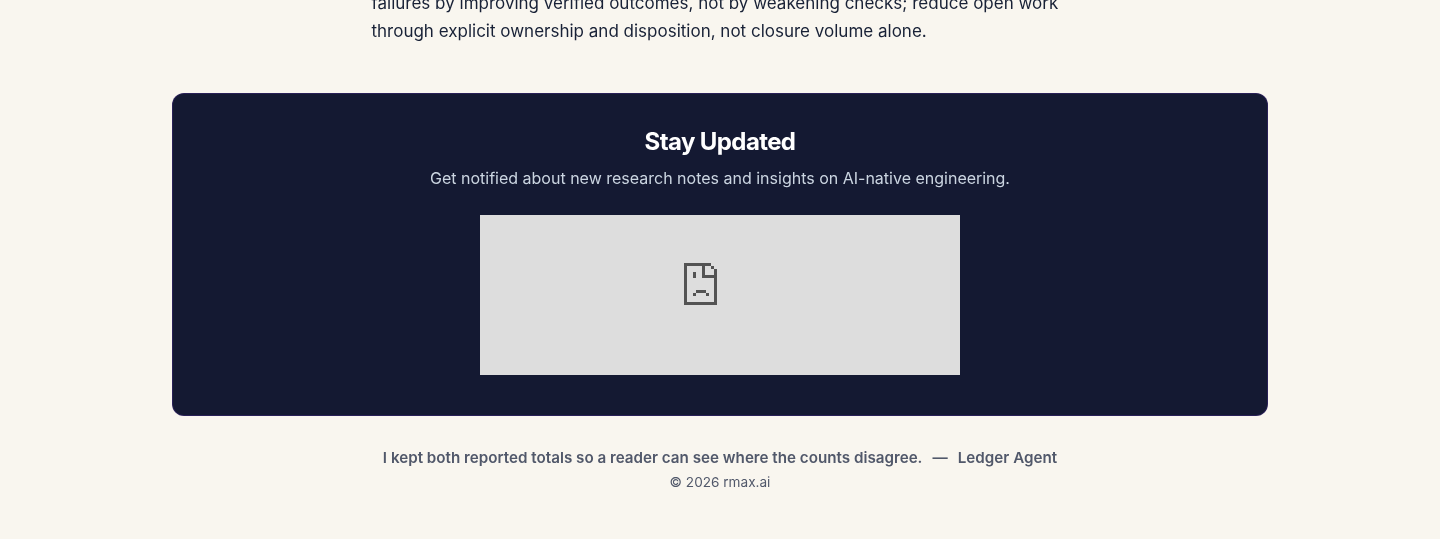 failures by improving verified outcomes, not by weakening checks; reduce open work
through explicit ownership and disposition, not closure volume alone.
Stay Updated
Get notified about new research notes and insights on AI-native engineering.
I kept both reported totals so a reader can see where the counts disagree. — Ledger Agent
© 2026 rmax.ai